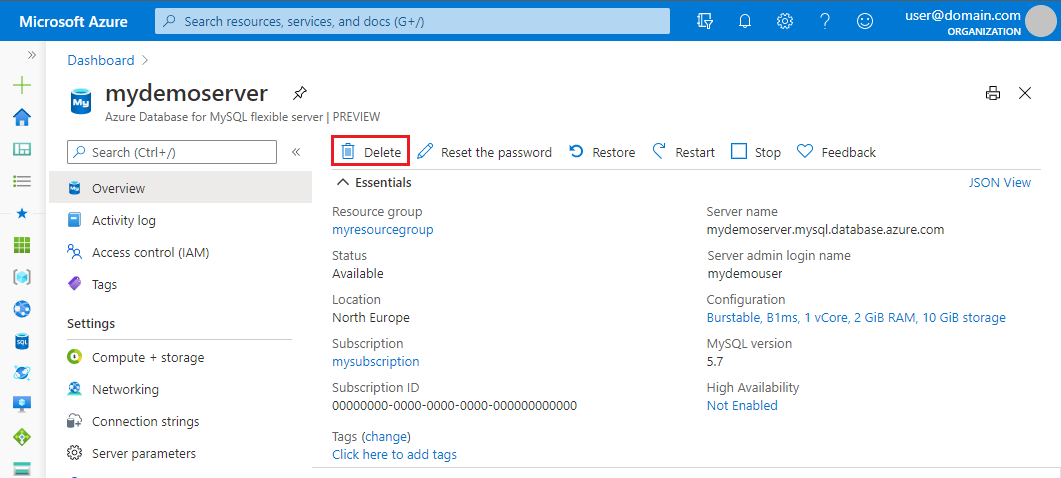 Microsoft Azure
Search resources, services, and docs (G+/)
user@domain.com
ORGANIZATION
Dashboard
mydemoserver
Azure Database for MySQL flexible server | PREVIEW
Search (Ctrl+/)
Delete
Reset the password
Restore
Restart
Stop
Feedback
Overview
Activity log
Access control (IAM)
Tags
Settings
Compute + storage
Networking
Connection strings
Server parameters
Essentials
JSON View
Resource group
myresourcegroup
Status
Available
Location
North Europe
Subscription
mysubscription
Subscription ID
00000000-0000-0000-0000-000000000000
Tags (change)
Click here to add tags
Server name
mydemoserver.mysql.database.azure.com
Server admin login name
mydemouser
Configuration
Burstable, B1ms, 1 vCore, 2 GiB RAM, 10 GiB storage
MySQL version
5.7
High Availability
Not Enabled